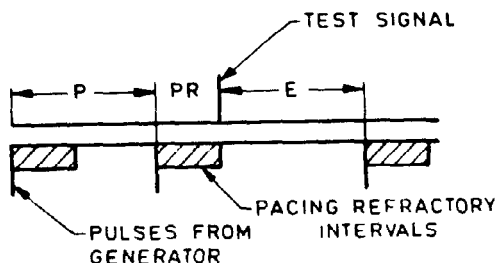 TEST SIGNAL
P
PR
E
PACING REFRACTORY
INTERVALS
PULSES FROM
GENERATOR